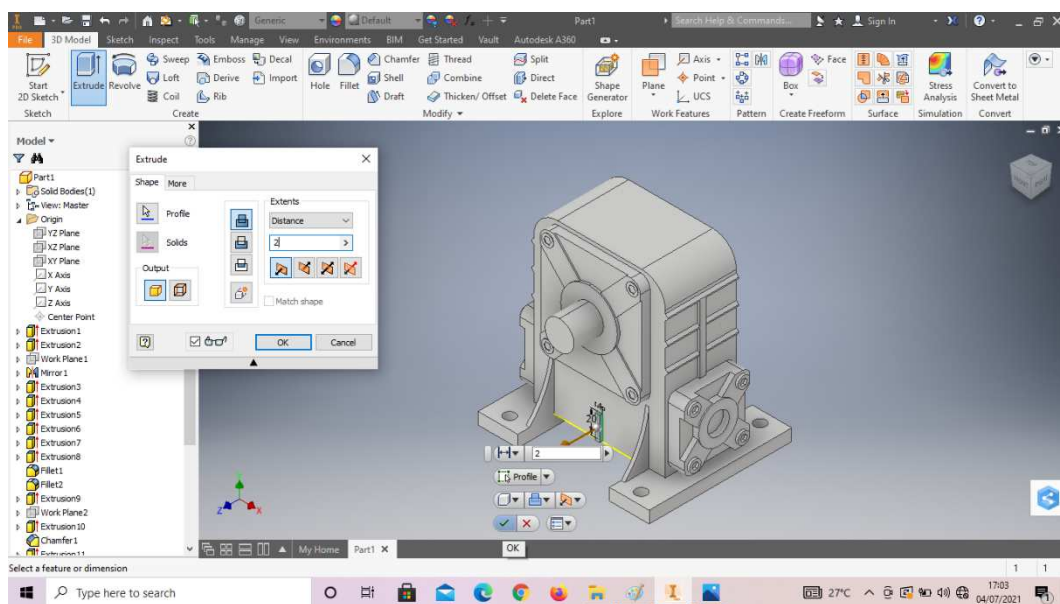 Generic
Default
Part1
Search Help & Commands...
Sign In
File 3D Model Sketch Inspect Tools Manage View Environments BIM Get Started Vault Autodesk A360
Start
2D Sketch
Extrude
Revolve
Sweep Emboss Decal
Loft Derive Import
Coil Rib
Hole
Fillet
Chamfer Thread Split
Shell Combine Direct
Draft Thicken/ Offset Delete Face
Shape
Generator
Plane
Axis
Point
UCS
Box
Face
Stress
Analysis
Convert to
Sheet Metal
Sketch Create Modify Explore Work Features Pattern Create Freeform Surface Simulation Convert
Model
Part1
Solid Bodies(1)
View: Master
Origin
YZ Plane
XZ Plane
XY Plane
X Axis
Y Axis
Z Axis
Center Point
Extrusion1
Extrusion2
Work Plane1
Mirror1
Extrusion3
Extrusion4
Extrusion5
Extrusion6
Extrusion7
Extrusion8
Fillet1
Fillet2
Extrusion9
Work Plane2
Extrusion10
Chamfer1
Extrusion11
Extrude
Shape More
Profile
Solids
Output
Extents
Distance
2
Match shape
OK Cancel
20
2
Profile
OK
Z X
My Home Part1
Select a feature or dimension
1 1
Type here to search
27°C
17:03
04/07/2021